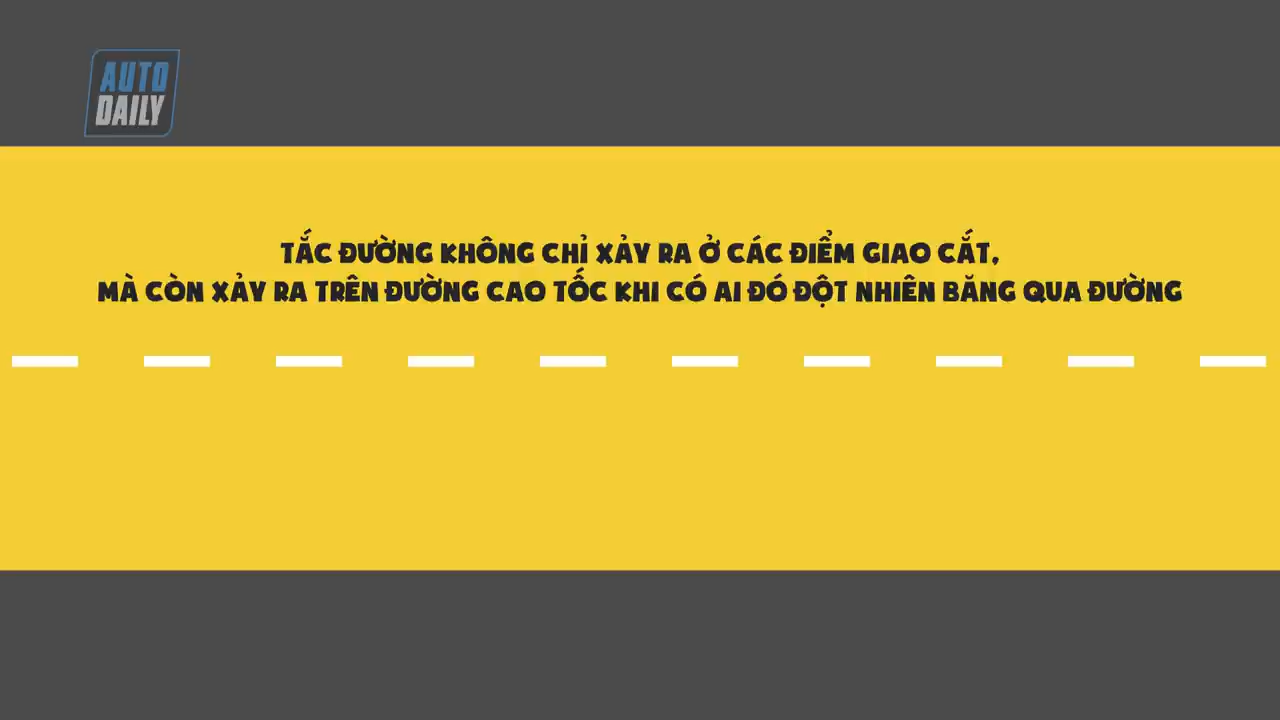 AUTO
DAILY
TẮC ĐƯỜNG KHÔNG CHỈ XẢY RA Ở CÁC ĐIỂM GIAO CẮT,
MÀ CÒN XẢY RA TRÊN ĐƯỜNG CAO TỐC KHI CÓ AI ĐÓ ĐỘT NHIÊN BĂNG QUA ĐƯỜNG